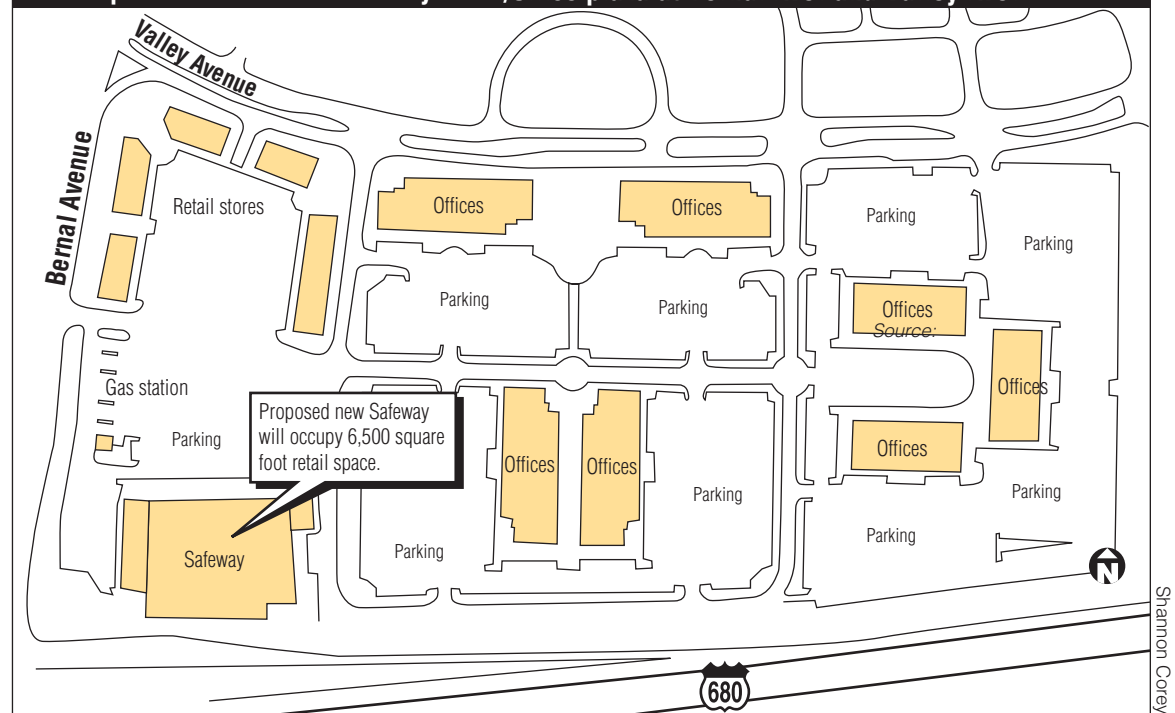 Valley Avenue
Bernal Avenue
Retail stores
Offices
Offices
Parking
Parking
Parking
Parking
Offices
Source:
Offices
Gas station
Parking
Proposed new Safeway
will occupy 6,500 square
foot retail space.
Offices
Offices
Offices
Parking
Parking
Parking
Parking
Safeway
N
680
Shannon Corey